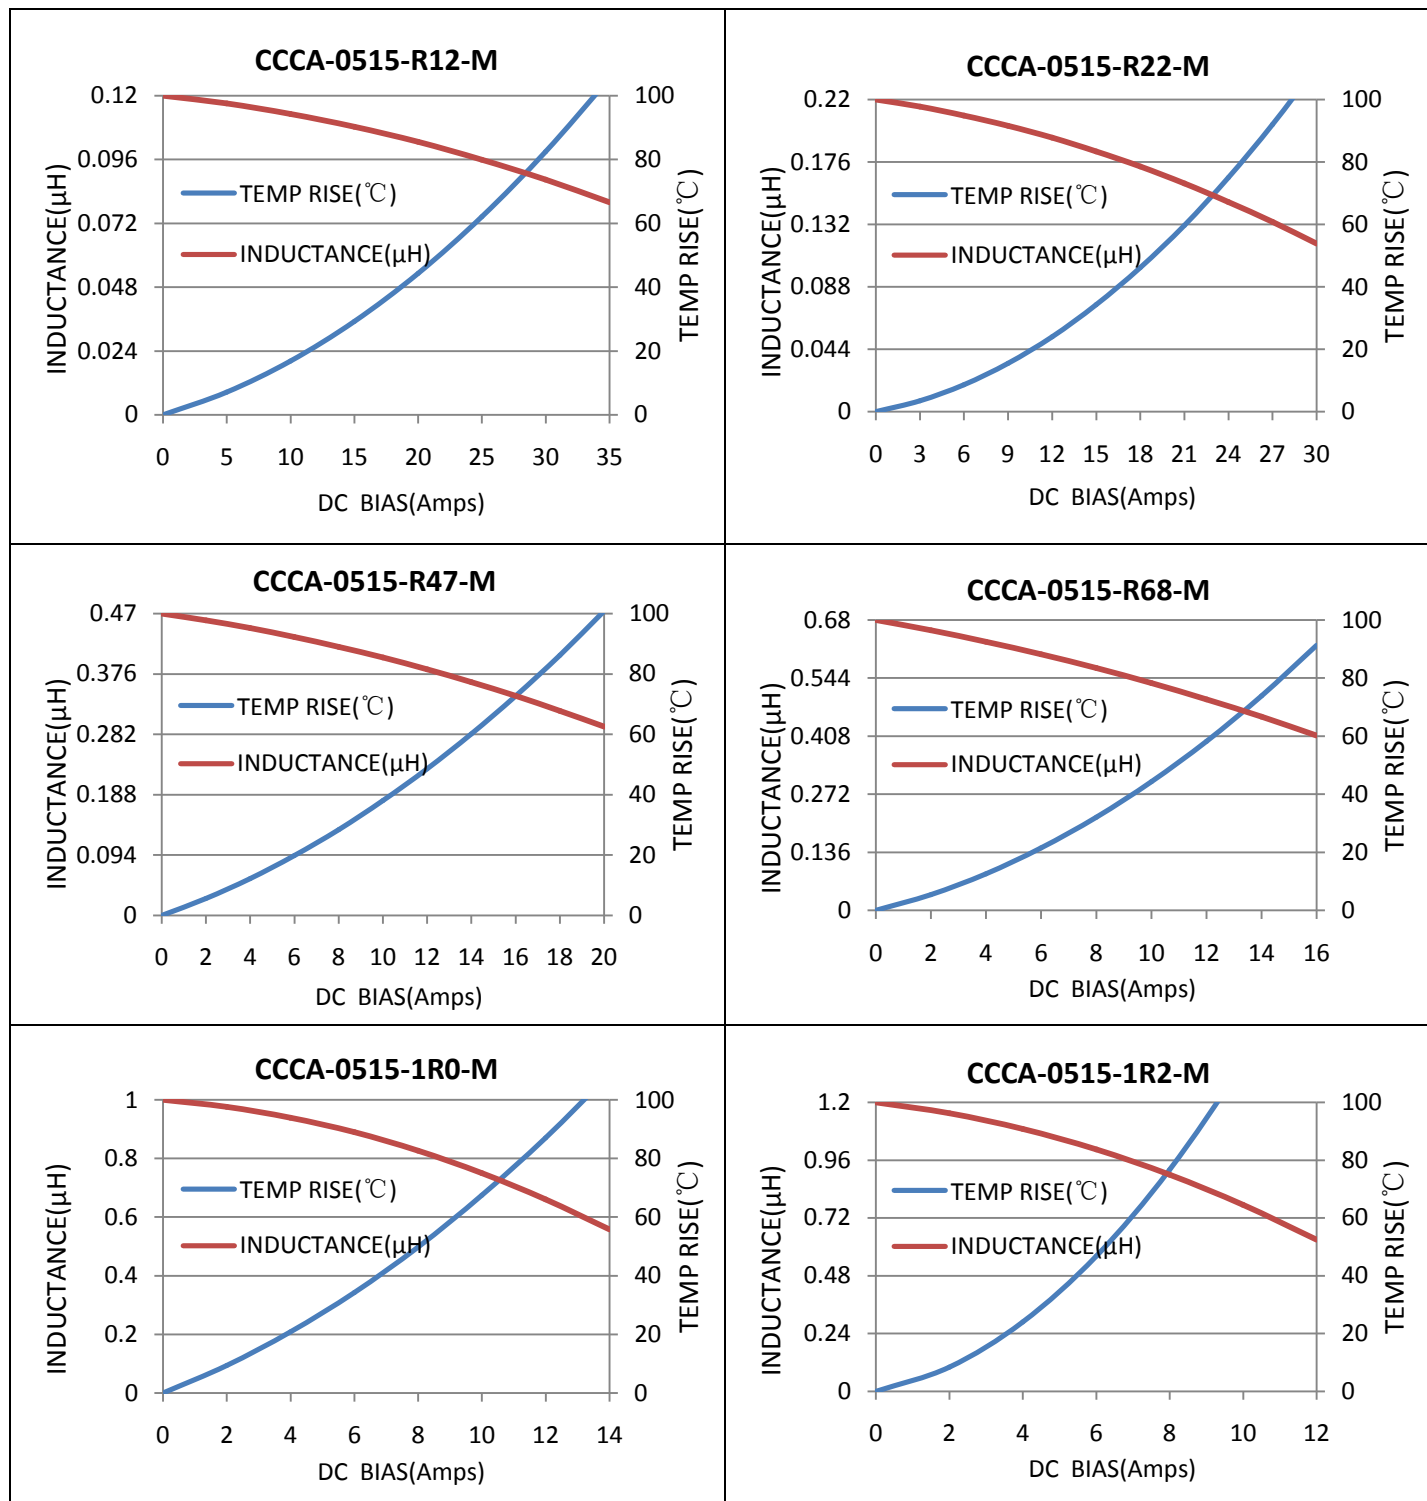 CCCA-0515-R12-M
INDUCTANCE(μH)
0.12
0.096
0.072
0.048
0.024
0
TEMP RISE(℃)
INDUCTANCE(μH)
100
80
60
40
20
0
TEMP RISE(℃)
0 5 10 15 20 25 30 35
DC BIAS(Amps)
CCCA-0515-R22-M
INDUCTANCE(μH)
0.22
0.176
0.132
0.088
0.044
0
TEMP RISE(℃)
INDUCTANCE(μH)
100
80
60
40
20
0
TEMP RISE(℃)
0 3 6 9 12 15 18 21 24 27 30
DC BIAS(Amps)
CCCA-0515-R47-M
INDUCTANCE(μH)
0.47
0.376
0.282
0.188
0.094
0
TEMP RISE(℃)
INDUCTANCE(μH)
100
80
60
40
20
0
TEMP RISE(℃)
0 2 4 6 8 10 12 14 16 18 20
DC BIAS(Amps)
CCCA-0515-R68-M
INDUCTANCE(μH)
0.68
0.544
0.408
0.272
0.136
0
TEMP RISE(℃)
INDUCTANCE(μH)
100
80
60
40
20
0
TEMP RISE(℃)
0 2 4 6 8 10 12 14 16
DC BIAS(Amps)
CCCA-0515-1R0-M
INDUCTANCE(μH)
1
0.8
0.6
0.4
0.2
0
TEMP RISE(℃)
INDUCTANCE(μH)
100
80
60
40
20
0
TEMP RISE(℃)
0 2 4 6 8 10 12 14
DC BIAS(Amps)
CCCA-0515-1R2-M
INDUCTANCE(μH)
1.2
0.96
0.72
0.48
0.24
0
TEMP RISE(℃)
INDUCTANCE(μH)
100
80
60
40
20
0
TEMP RISE(℃)
0 2 4 6 8 10 12
DC BIAS(Amps)